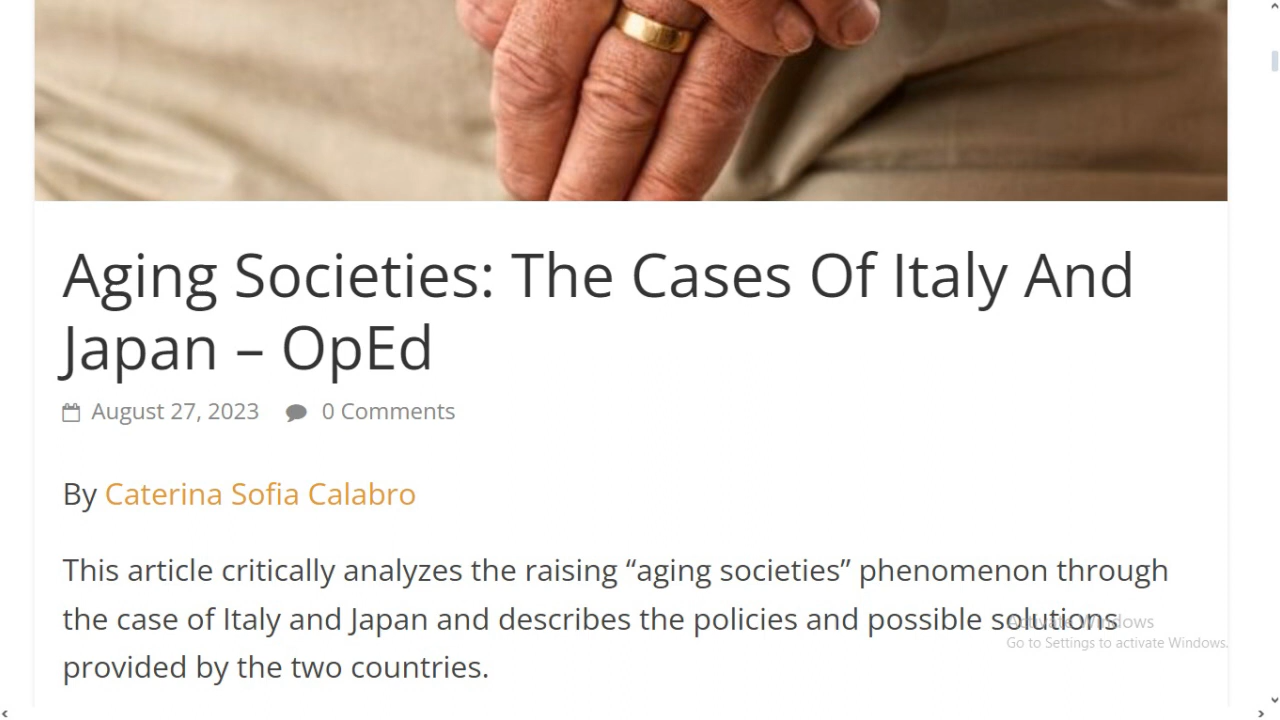 Aging Societies: The Cases Of Italy And
Japan – OpEd
August 27, 2023 0 Comments
By Caterina Sofia Calabro
This article critically analyzes the raising “aging societies” phenomenon through
the case of Italy and Japan and describes the policies and possible solutions
provided by the two countries.
Activate Windows
Go to Settings to activate Windows.